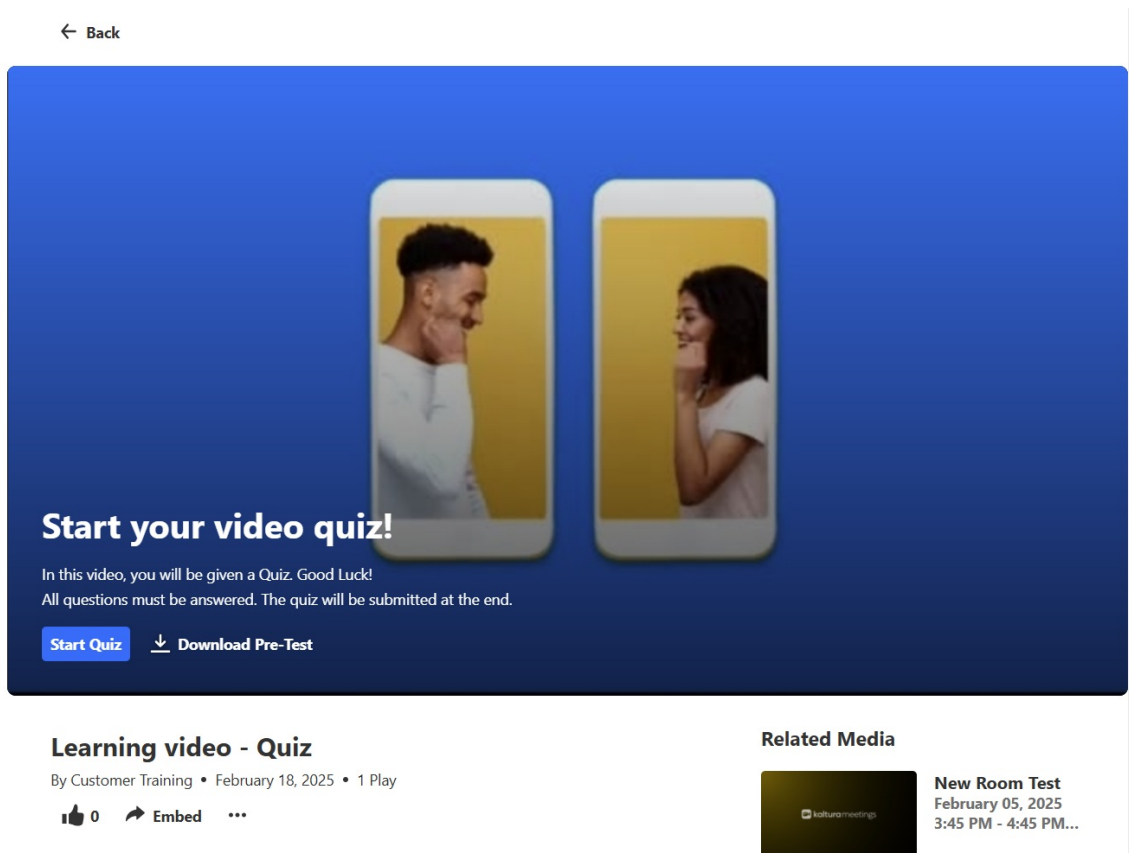 Back
Start your video quiz!
In this video, you will be given a Quiz. Good Luck!
All questions must be answered. The quiz will be submitted at the end.
Start Quiz
Download Pre-Test
Learning video - Quiz
By Customer Training • February 18, 2025 • 1 Play
0
Embed
Related Media
kalturameetings
New Room Test
February 05, 2025
3:45 PM - 4:45 PM...